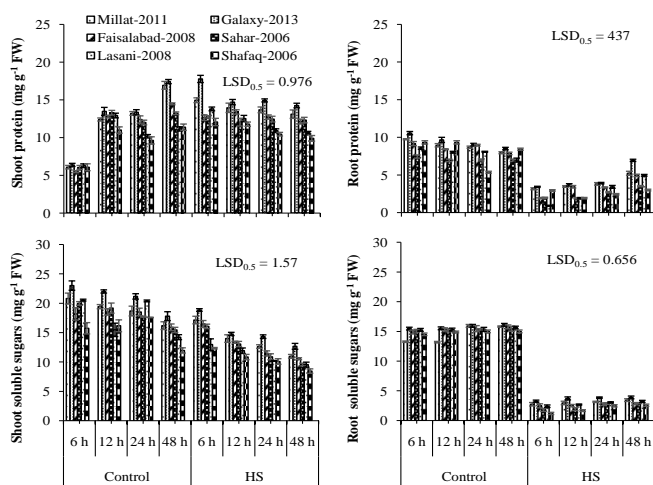 Millat-2011 Galaxy-2013
Faisalabad-2008 Sahar-2006
Lasani-2008 Shafaq-2006
LSD0.5 = 0.976
Shoot protein (mg g-1 FW)
25
20
15
10
5
0
LSD0.5 = 437
Root protein (mg g-1 FW)
25
20
15
10
5
0
LSD0.5 = 1.57
Shoot soluble sugars (mg g-1 FW)
30
25
20
15
10
5
0
6 h 12 h 24 h 48 h 6 h 12 h 24 h 48 h
Control HS
LSD0.5 = 0.656
Root soluble sugars (mg g-1 FW)
30
25
20
15
10
5
0
6 h 12 h 24 h 48 h 6 h 12 h 24 h 48 h
Control HS